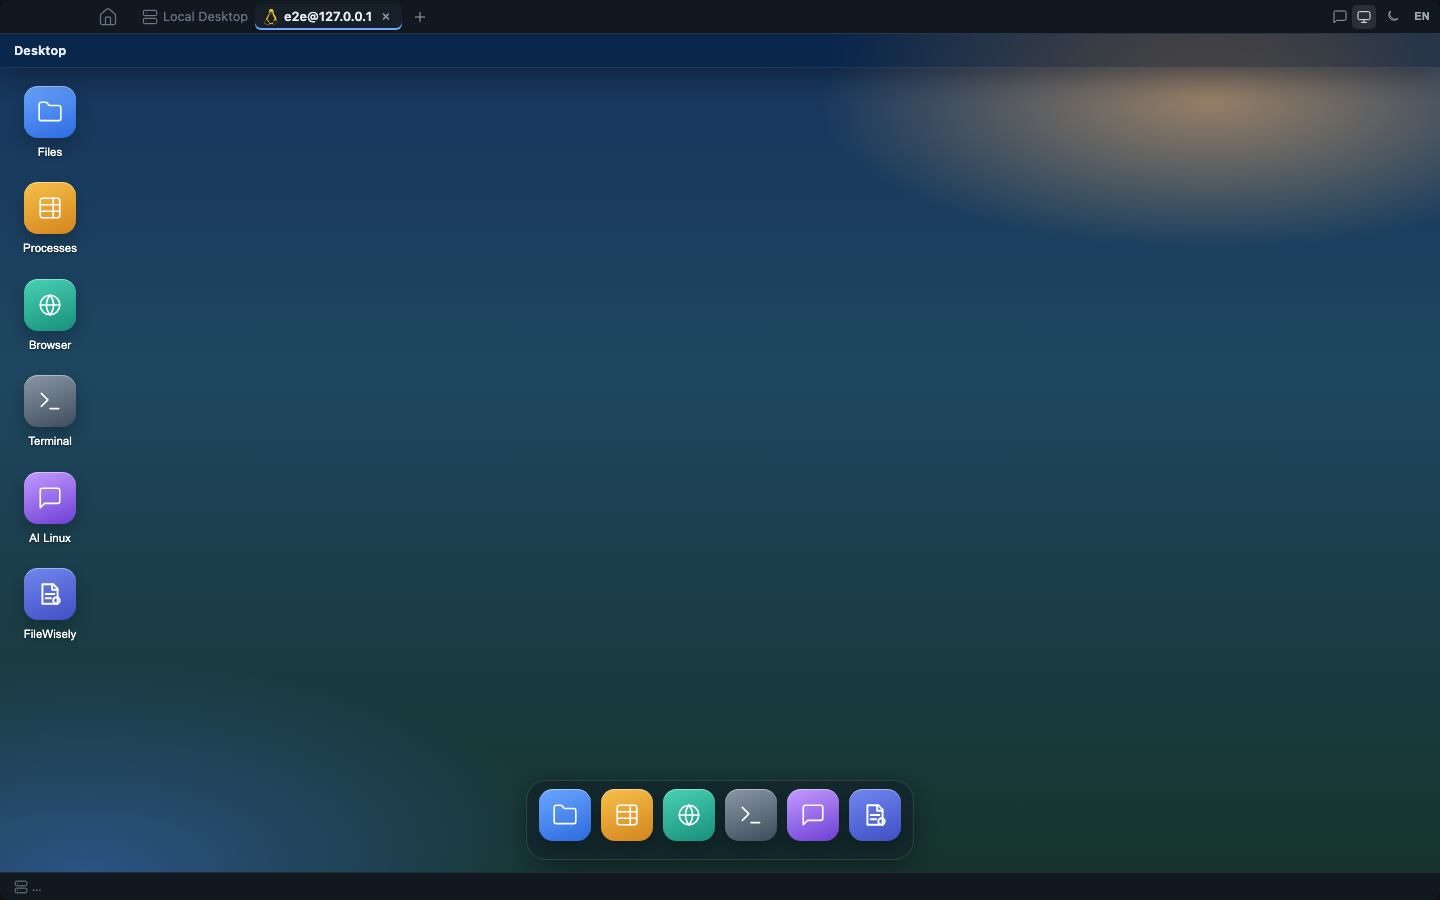 Local Desktop
e2e@127.0.0.1
EN
Desktop
Files
Processes
Browser
Terminal
AI Linux
FileWisely
...